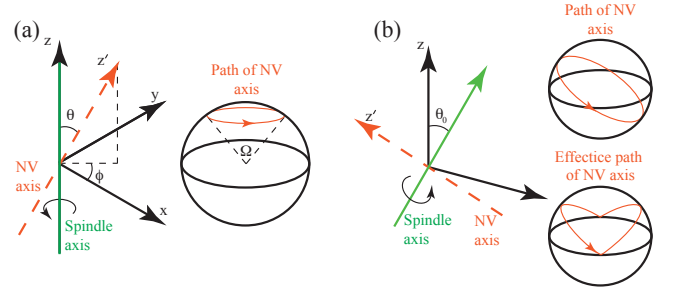 (a)
z
z'
θ
y
NV
axis
ϕ
x
Spindle
axis
Path of NV
axis
Ω
(b)
z
θ0
z'
Spindle
axis
NV
axis
Path of NV
axis
Effectice path
of NV axis